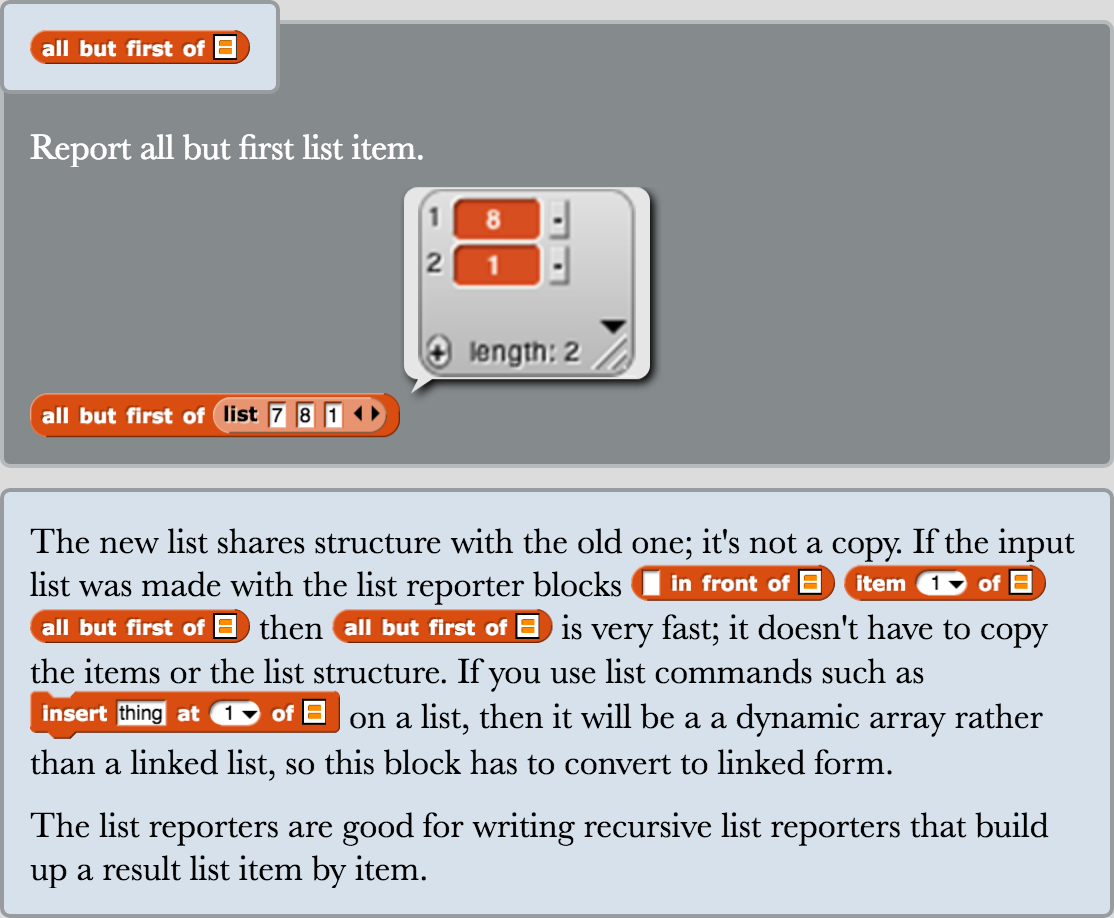 all but first of
Report all but first list item.
1 8 -
2 1 -
+ length: 2
all but first of list 7 8 1
The new list shares structure with the old one; it's not a copy. If the input
list was made with the list reporter blocks in front of item 1 of
all but first of then all but first of is very fast; it doesn't have to copy
the items or the list structure. If you use list commands such as
insert thing at 1 of on a list, then it will be a a dynamic array rather
than a linked list, so this block has to convert to linked form.
The list reporters are good for writing recursive list reporters that build
up a result list item by item.